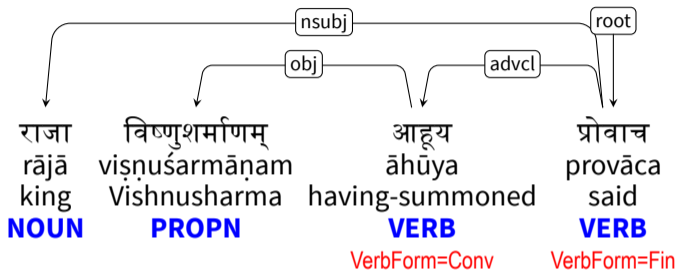 nsubj root
obj advcl
राजा विष्णुशर्माणम् आहूय प्रोवाच
rājā viṣṇuśarmāṇam āhūya provāca
king Vishnusharma having-summoned said
NOUN PROPN VERB VERB
VerbForm=Conv VerbForm=Fin